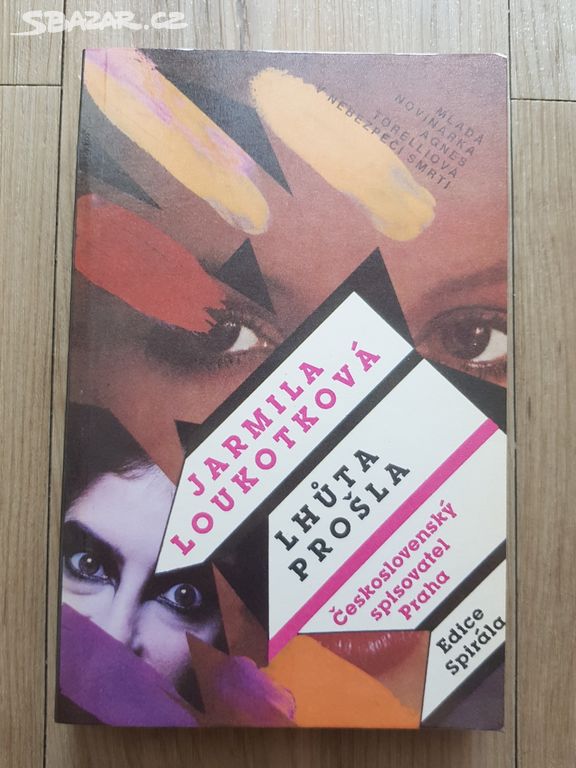 SBAZAR.CZ
MLADÁ
NOVINÁŘKA
AGNES
TORELLIOVÁ
V NEBEZPEČÍ SMRTI
JARMILA
LOUKOTKOVÁ
LHŮTA
PROŠLA
Československý
spisovatel
Praha
Edice
Spirála